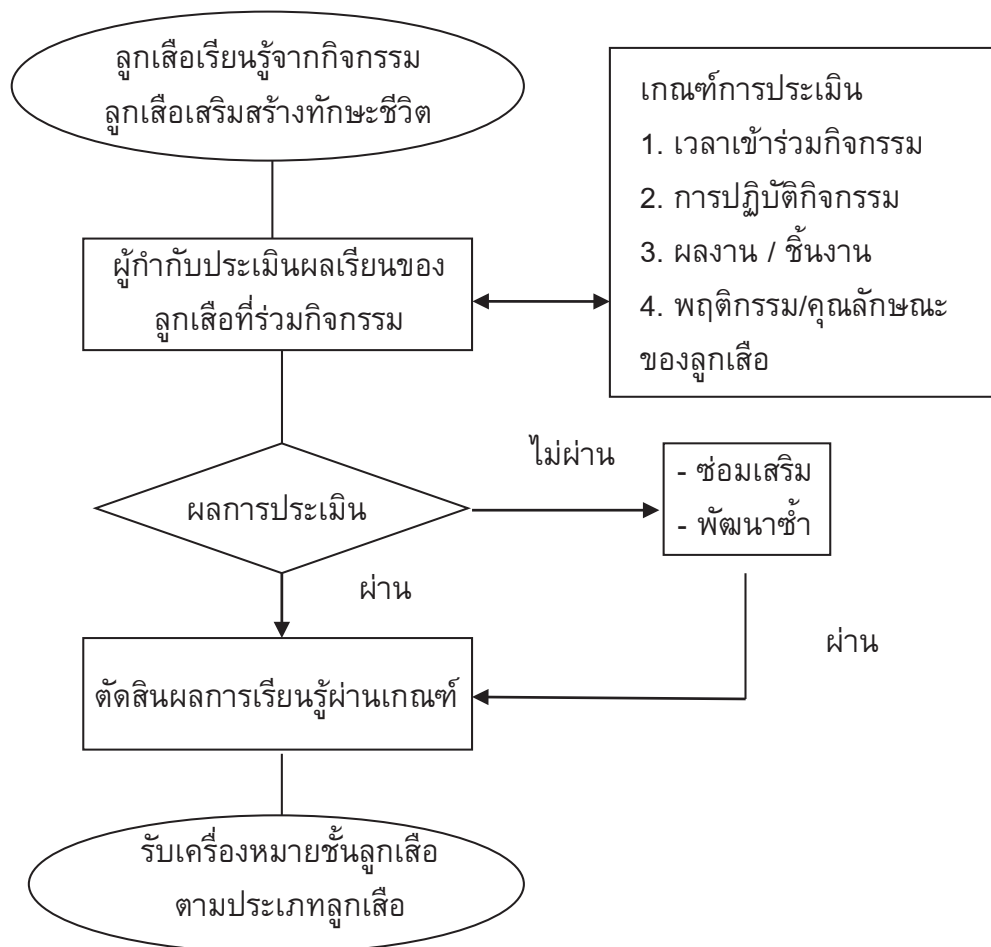 ลูกเสือเรียนรู้จากกิจกรรม
ลูกเสือเสริมสร้างทักษะชีวิต
เกณฑ์การประเมิน
1. เวลาเข้าร่วมกิจกรรม
2. การปฏิบัติกิจกรรม
3. ผลงาน / ชิ้นงาน
4. พฤติกรรม/คุณลักษณะ
ของลูกเสือ
ผู้กำกับประเมินผลเรียนของ
ลูกเสือที่ร่วมกิจกรรม
ผลการประเมิน
ไม่ผ่าน
- ซ่อมเสริม
- พัฒนาซ้ำ
ผ่าน
ผ่าน
ตัดสินผลการเรียนรู้ผ่านเกณฑ์
รับเครื่องหมายชั้นลูกเสือ
ตามประเภทลูกเสือ